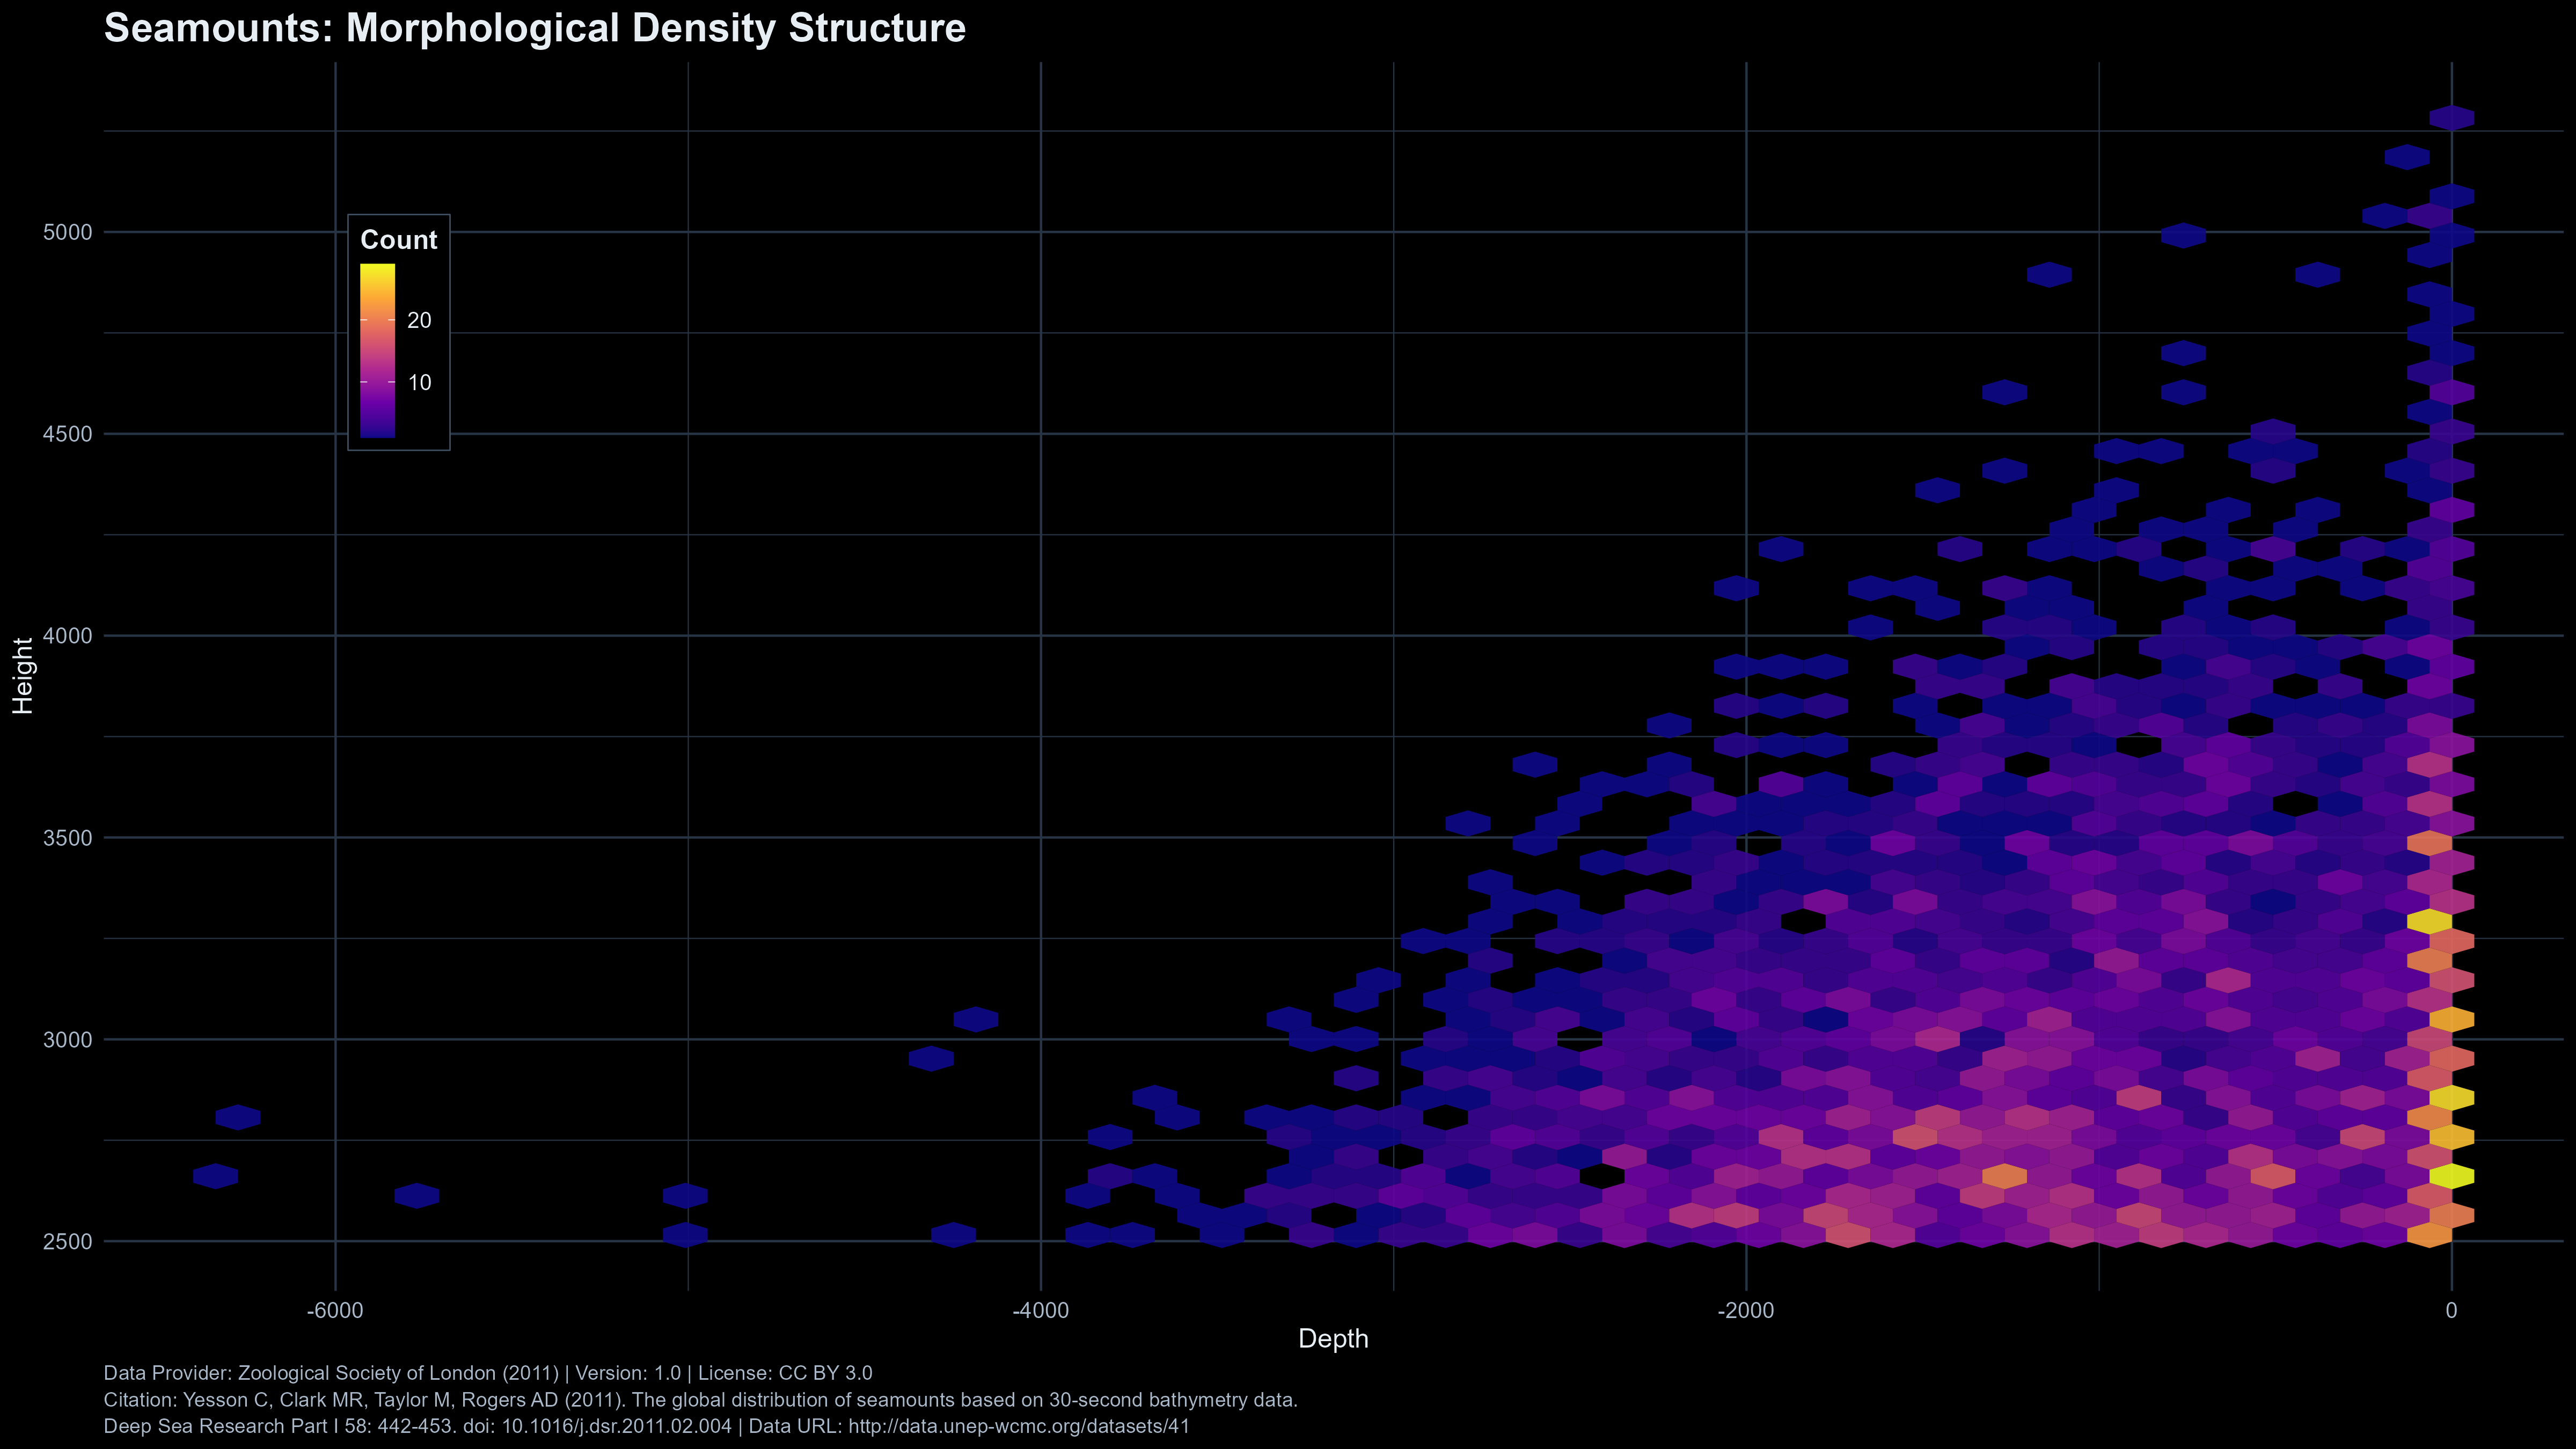 Seamounts: Morphological Density Structure
Count
20
10
5000
4500
4000
3500
3000
2500
Height
-6000
-4000
-2000
0
Depth
Data Provider: Zoological Society of London (2011) | Version: 1.0 | License: CC BY 3.0
Citation: Yesson C, Clark MR, Taylor M, Rogers AD (2011). The global distribution of seamounts based on 30-second bathymetry data.
Deep Sea Research Part I 58: 442-453. doi: 10.1016/j.dsr.2011.02.004 | Data URL: http://data.unep-wcmc.org/datasets/41